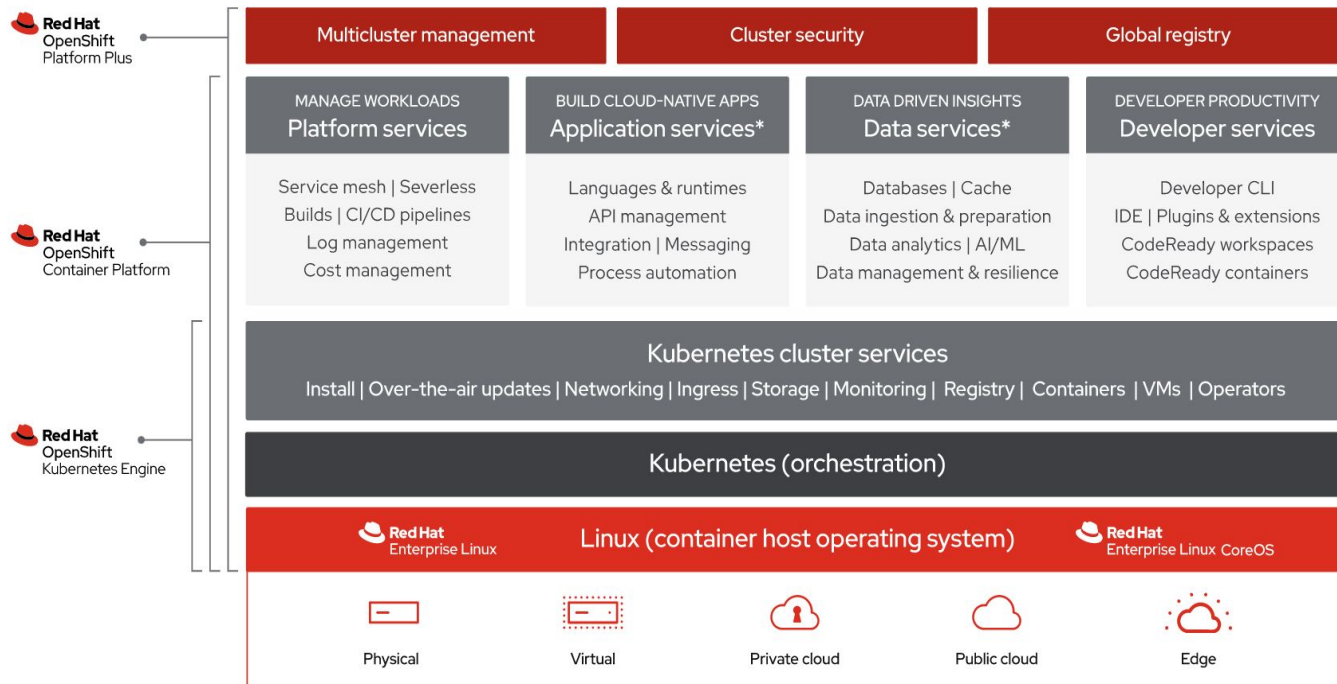 Red Hat
OpenShift
Platform Plus
Multicluster management
Cluster security
Global registry
Red Hat
OpenShift
Container Platform
MANAGE WORKLOADS
Platform services
Service mesh | Severless
Builds | CI/CD pipelines
Log management
Cost management
BUILD CLOUD-NATIVE APPS
Application services*
Languages & runtimes
API management
Integration | Messaging
Process automation
DATA DRIVEN INSIGHTS
Data services*
Databases | Cache
Data ingestion & preparation
Data analytics | AI/ML
Data management & resilience
DEVELOPER PRODUCTIVITY
Developer services
Developer CLI
IDE | Plugins & extensions
CodeReady workspaces
CodeReady containers
Red Hat
OpenShift
Kubernetes Engine
Kubernetes cluster services
Install | Over-the-air updates | Networking | Ingress | Storage | Monitoring | Registry | Containers | VMs | Operators
Kubernetes (orchestration)
Red Hat
Enterprise Linux
Linux (container host operating system)
Red Hat
Enterprise Linux CoreOS
Physical
Virtual
Private cloud
Public cloud
Edge